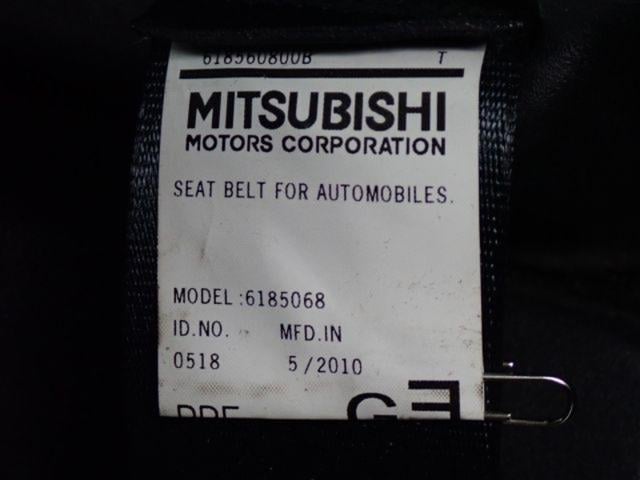 618560800B T
MITSUBISHI
MOTORS CORPORATION
SEAT BELT FOR AUTOMOBILES.
MODEL :6185068
ID.NO. MFD.IN
0518 5/2010